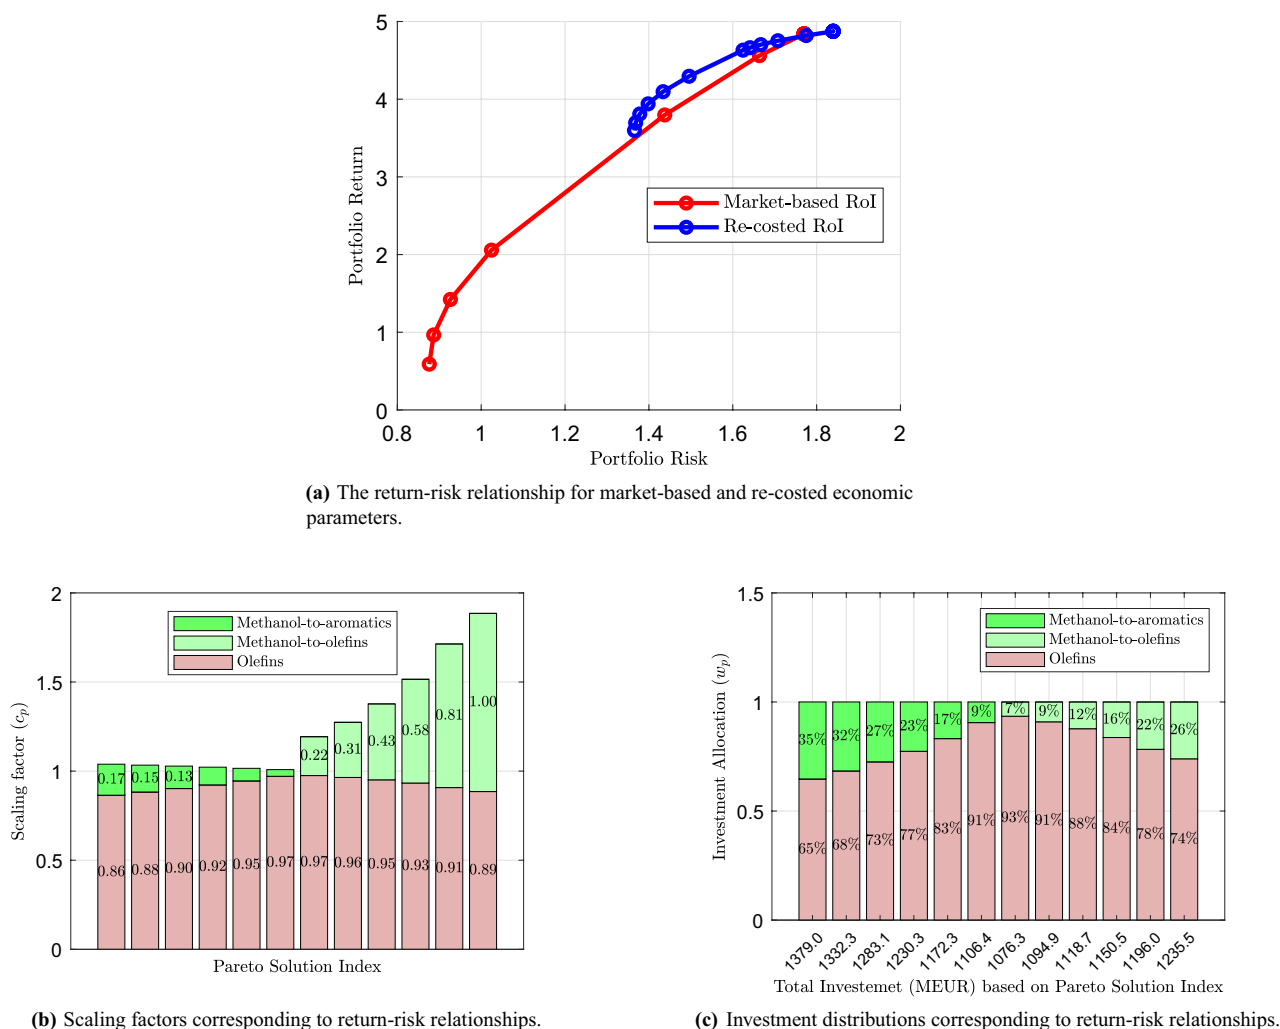 5
4
3
2
1
0
Portfolio Return
Market-based RoI
Re-costed RoI
0.8 1 1.2 1.4 1.6 1.8 2
Portfolio Risk
(a) The return-risk relationship for market-based and re-costed economic
parameters.
2
1.5
1
0.5
0
Scaling factor (c_p)
Methanol-to-aromatics
Methanol-to-olefins
Olefins
0.17 0.15 0.13 0.22 0.31 0.43 0.58 0.81 1.00
0.86 0.88 0.90 0.92 0.95 0.97 0.97 0.96 0.95 0.93 0.91 0.89
Pareto Solution Index
(b) Scaling factors corresponding to return-risk relationships.
1.5
1
0.5
0
Investment Allocation (w_p)
Methanol-to-aromatics
Methanol-to-olefins
Olefins
35% 32% 27% 23% 17% 9% 7% 9% 12% 16% 22% 26%
65% 68% 73% 77% 83% 91% 93% 91% 88% 84% 78% 74%
1379.0 1332.3 1283.1 1230.3 1172.3 1106.4 1076.3 1094.9 1118.7 1150.5 1196.0 1235.5
Total Investemet (MEUR) based on Pareto Solution Index
(c) Investment distributions corresponding to return-risk relationships.